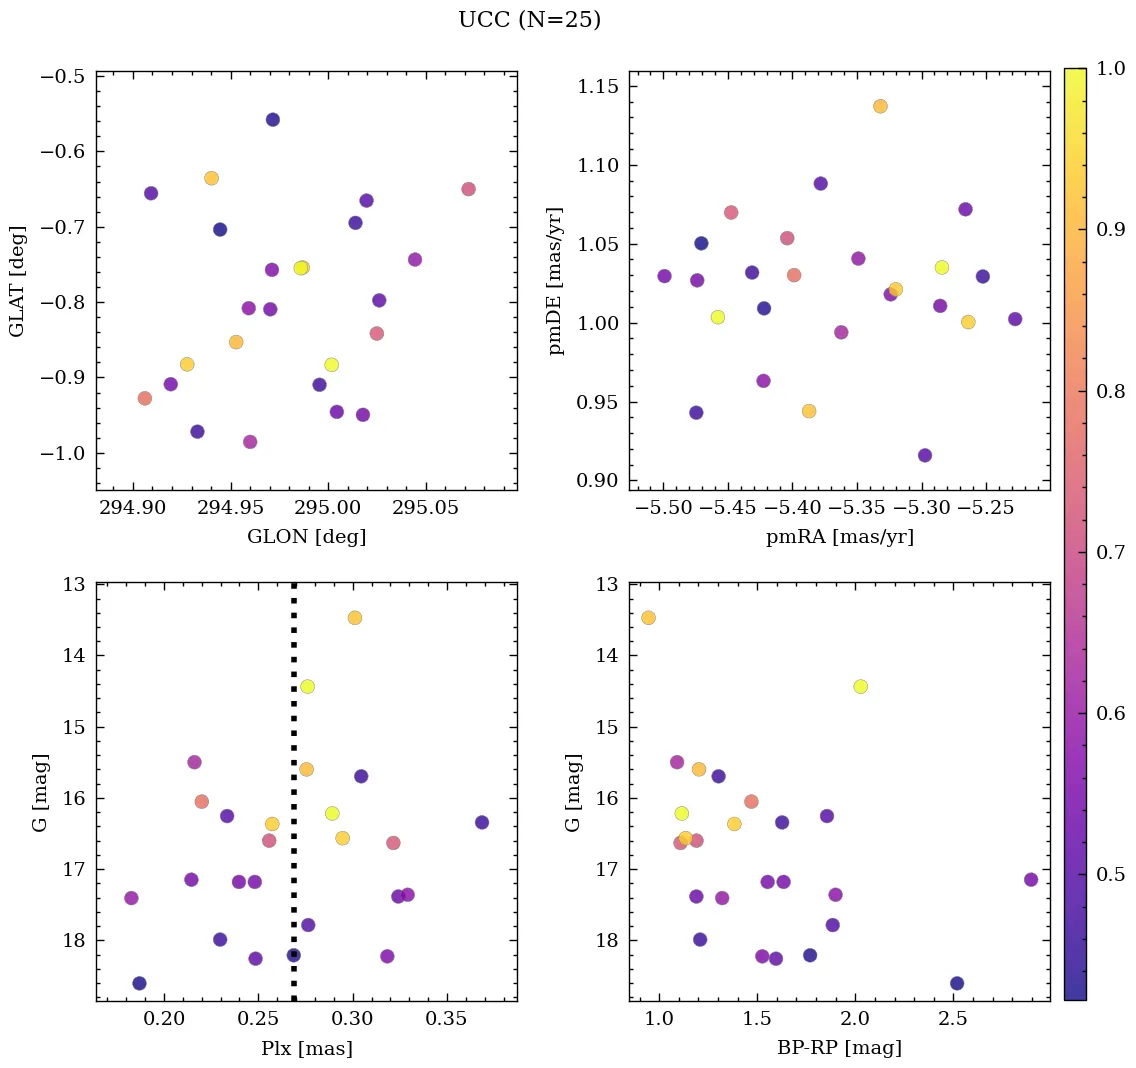 UCC (N=25)
−0.5
−0.6
−0.7
−0.8
−0.9
−1.0
GLAT [deg]
294.90 294.95 295.00 295.05
GLON [deg]
1.15
1.10
1.05
1.00
0.95
0.90
pmDE [mas/yr]
−5.50 −5.45 −5.40 −5.35 −5.30 −5.25
pmRA [mas/yr]
13
14
15
16
17
18
G [mag]
0.20 0.25 0.30 0.35
Plx [mas]
13
14
15
16
17
18
G [mag]
1.0 1.5 2.0 2.5
BP-RP [mag]
1.0
0.9
0.8
0.7
0.6
0.5